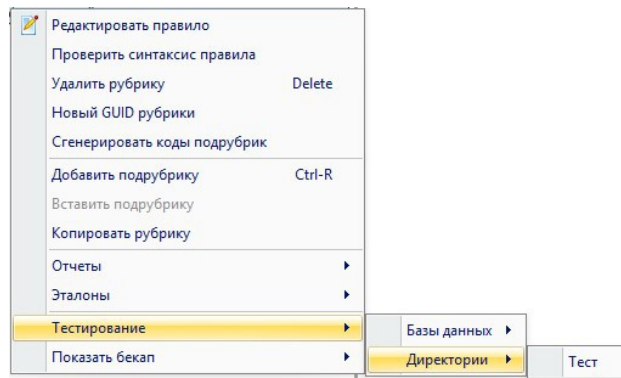 Редактировать правило
Проверить синтаксис правила
Удалить рубрику Delete
Новый GUID рубрики
Сгенерировать коды подрубрик
Добавить подрубрику Ctrl-R
Вставить подрубрику
Копировать рубрику
Отчеты
Эталоны
Тестирование Базы данных
Показать бекап Директории Тест